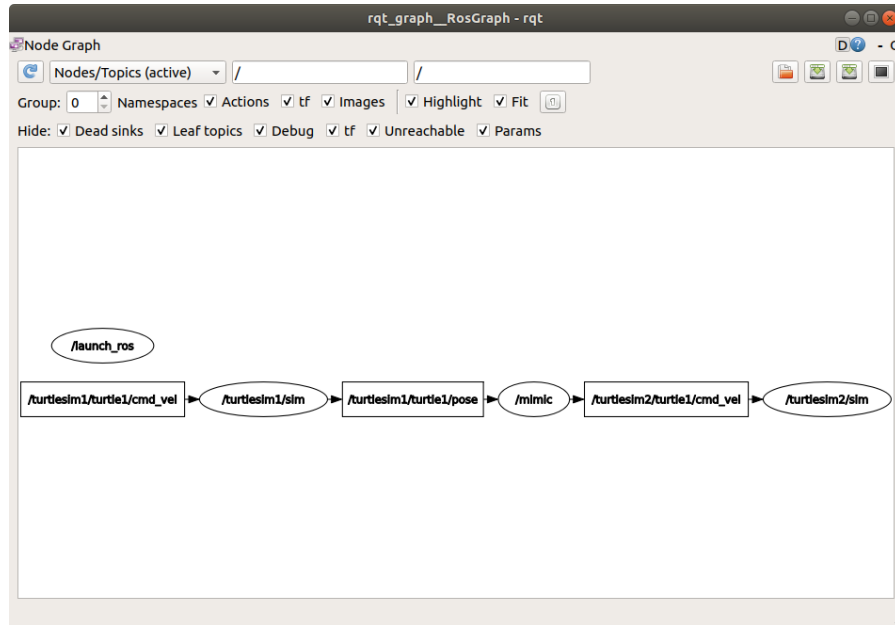 rqt_graph__RosGraph - rqt
Node Graph D ? - C
Nodes/Topics (active) / /
Group: 0 Namespaces Actions tf Images Highlight Fit
Hide: Dead sinks Leaf topics Debug tf Unreachable Params
/launch_ros
/turtlesim1/turtle1/cmd_vel /turtlesim1/sim /turtlesim1/turtle1/pose /mimic /turtlesim2/turtle1/cmd_vel /turtlesim2/sim